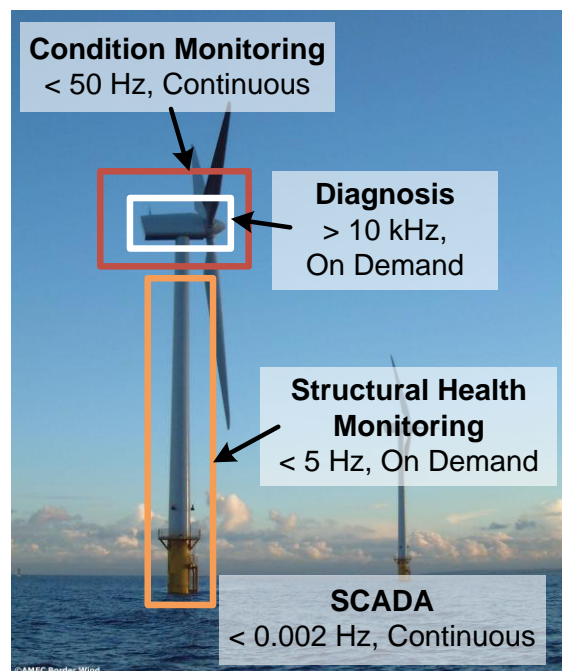 Condition Monitoring
< 50 Hz, Continuous
Diagnosis
> 10 kHz,
On Demand
Structural Health
Monitoring
< 5 Hz, On Demand
SCADA
< 0.002 Hz, Continuous
©AMEC Border Wind